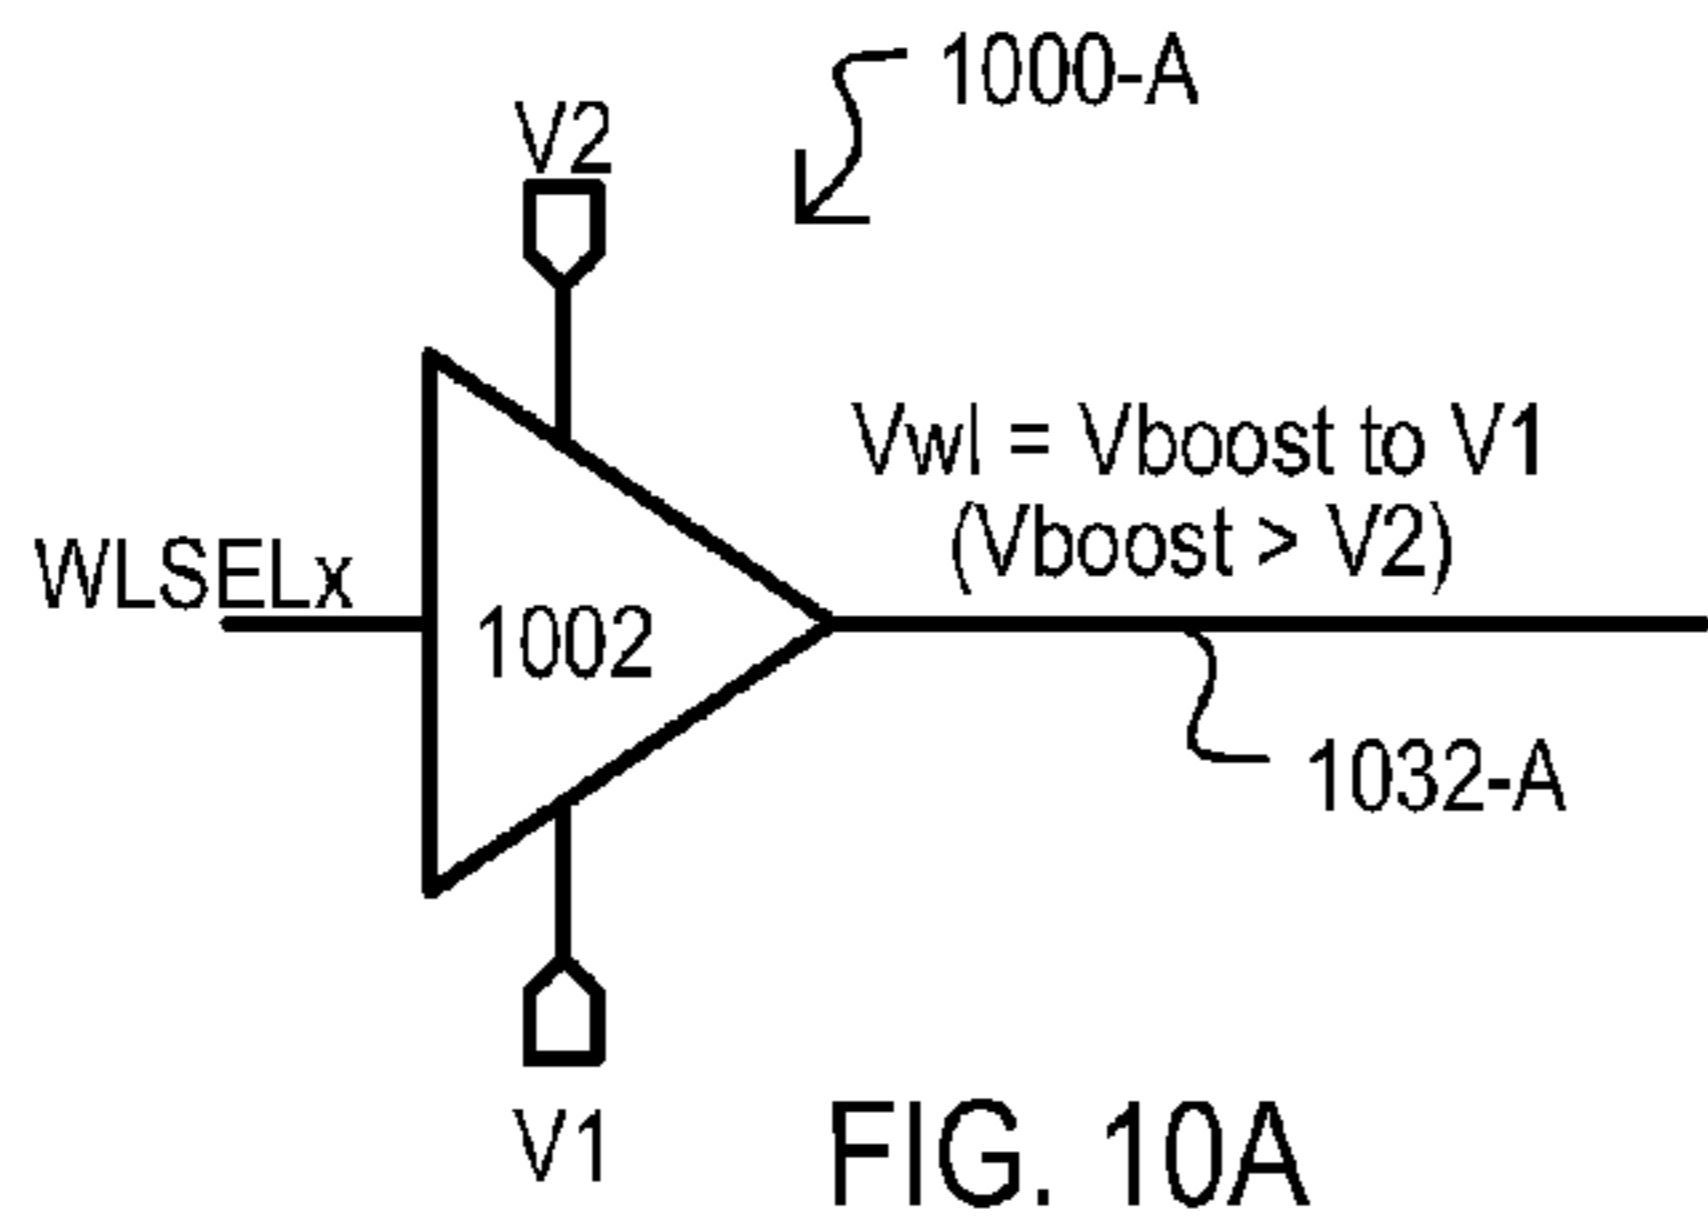 1000-A
V2
Vwl = Vboost to V1
(Vboost > V2)
WLSELx
1002
1032-A
V1
FIG. 10A